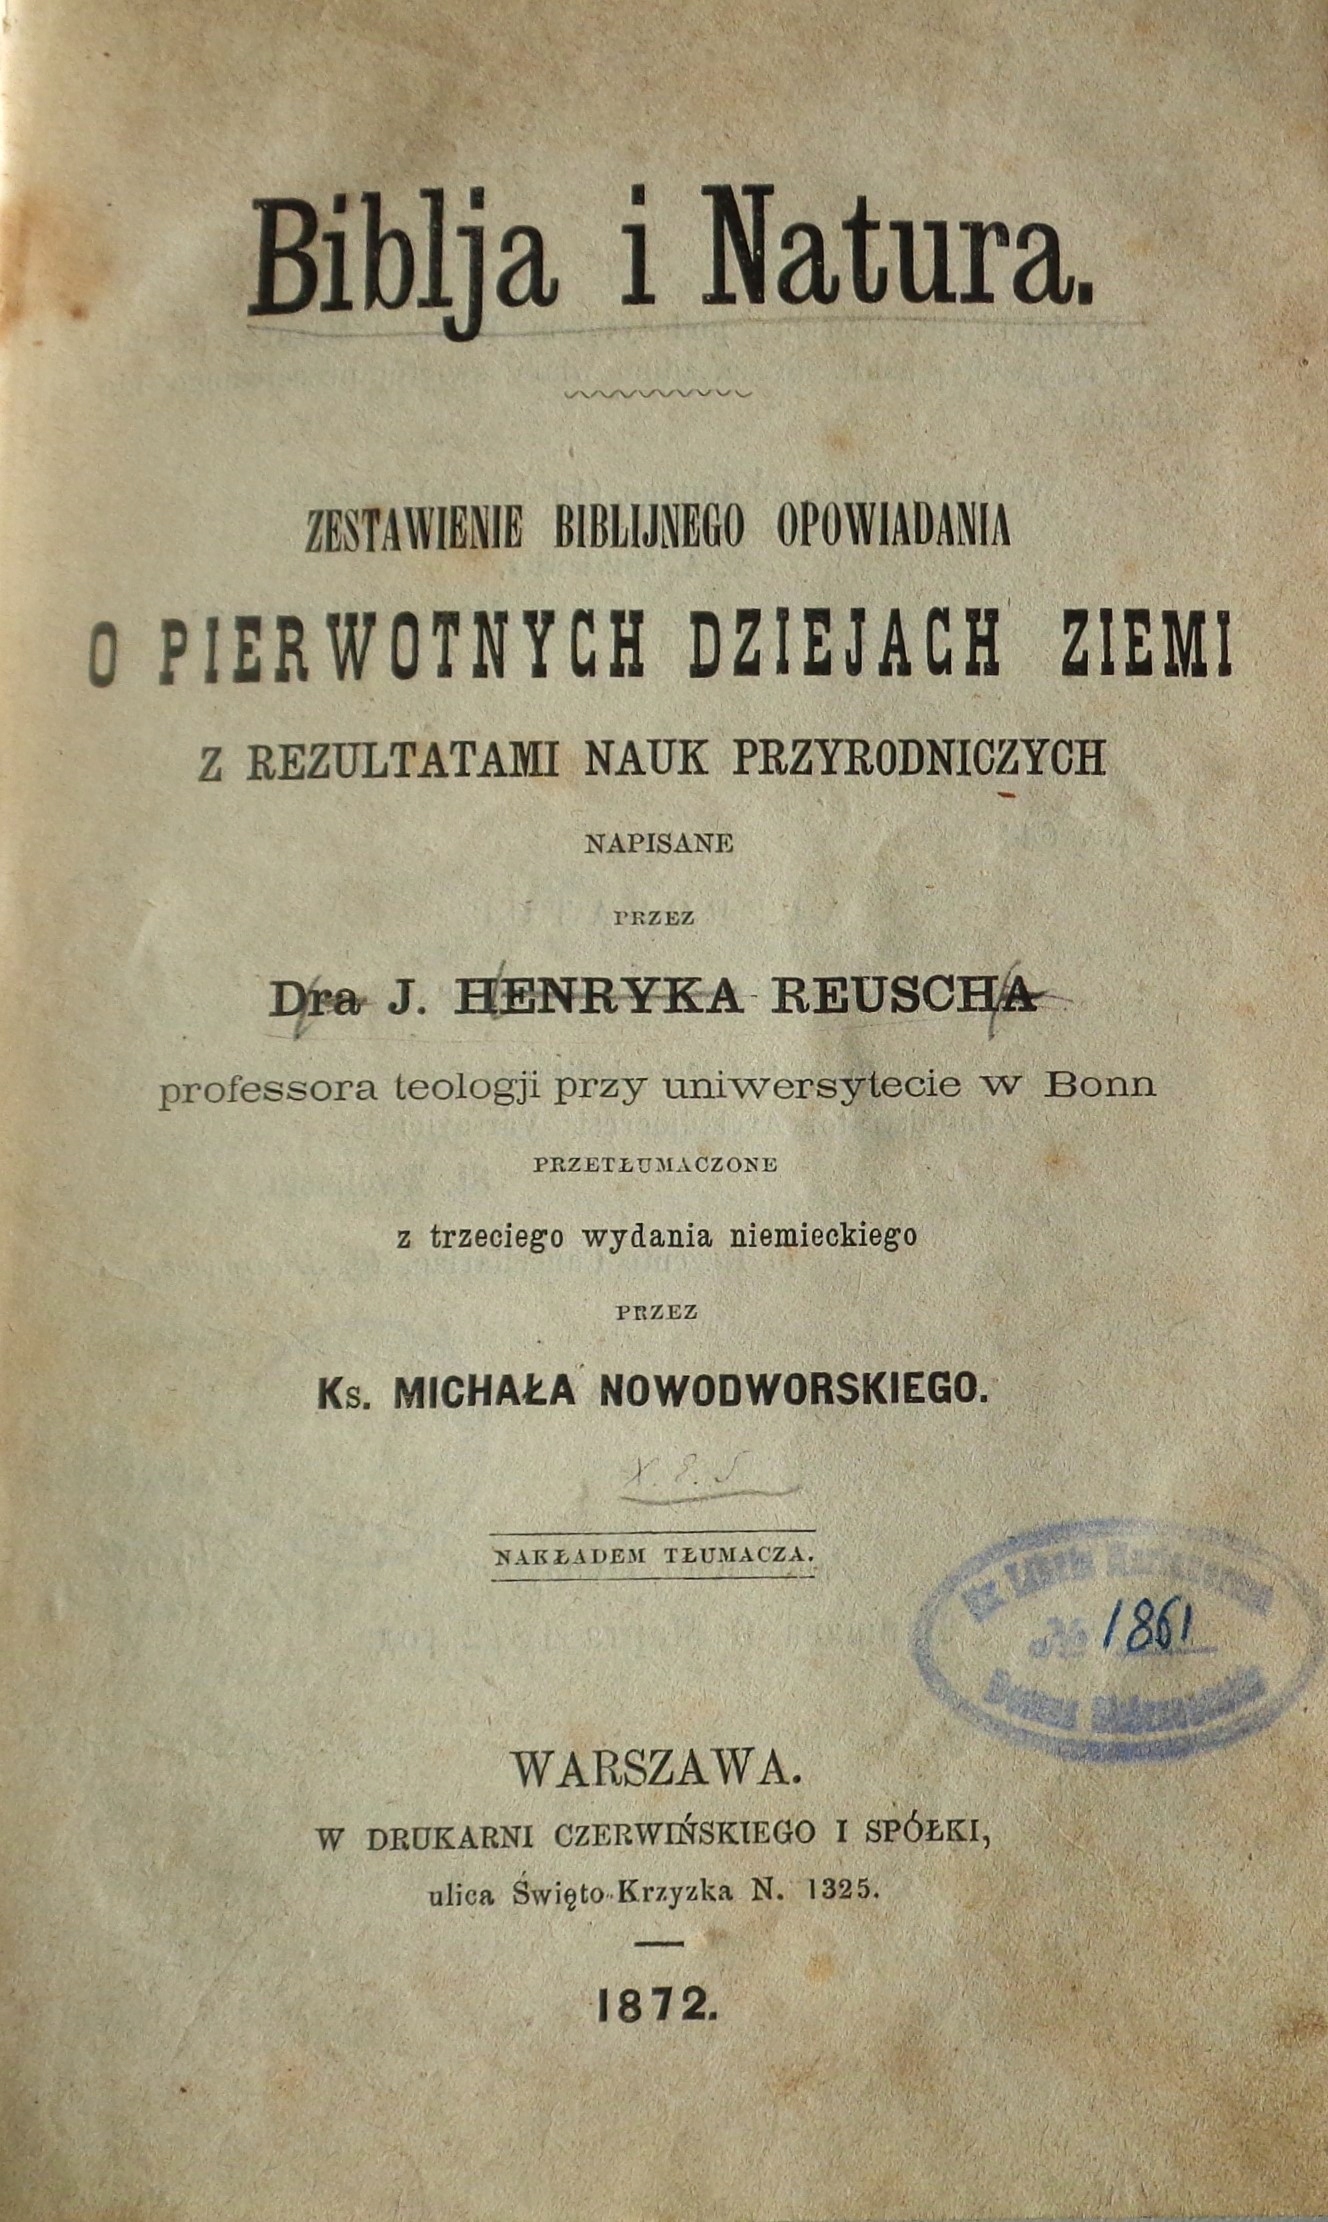 Biblja i Natura.
ZESTAWIENIE BIBLIJNEGO OPOWIADANIA
O PIERWOTNYCH DZIEJACH ZIEMI
Z REZULTATAMI NAUK PRZYRODNICZYCH
NAPISANE
PRZEZ
Dra J. HENRYKA REUSCHA
professora teologji przy uniwersytecie w Bonn
PRZETŁUMACZONE
z trzeciego wydania niemieckiego
PRZEZ
Ks. MICHAŁA NOWODWORSKIEGO.
NAKŁADEM TŁUMACZA.
Ex Libris
№ 1861
WARSZAWA.
W DRUKARNI CZERWIŃSKIEGO I SPÓŁKI,
ulica Święto-Krzyzka N. 1325.
1872.